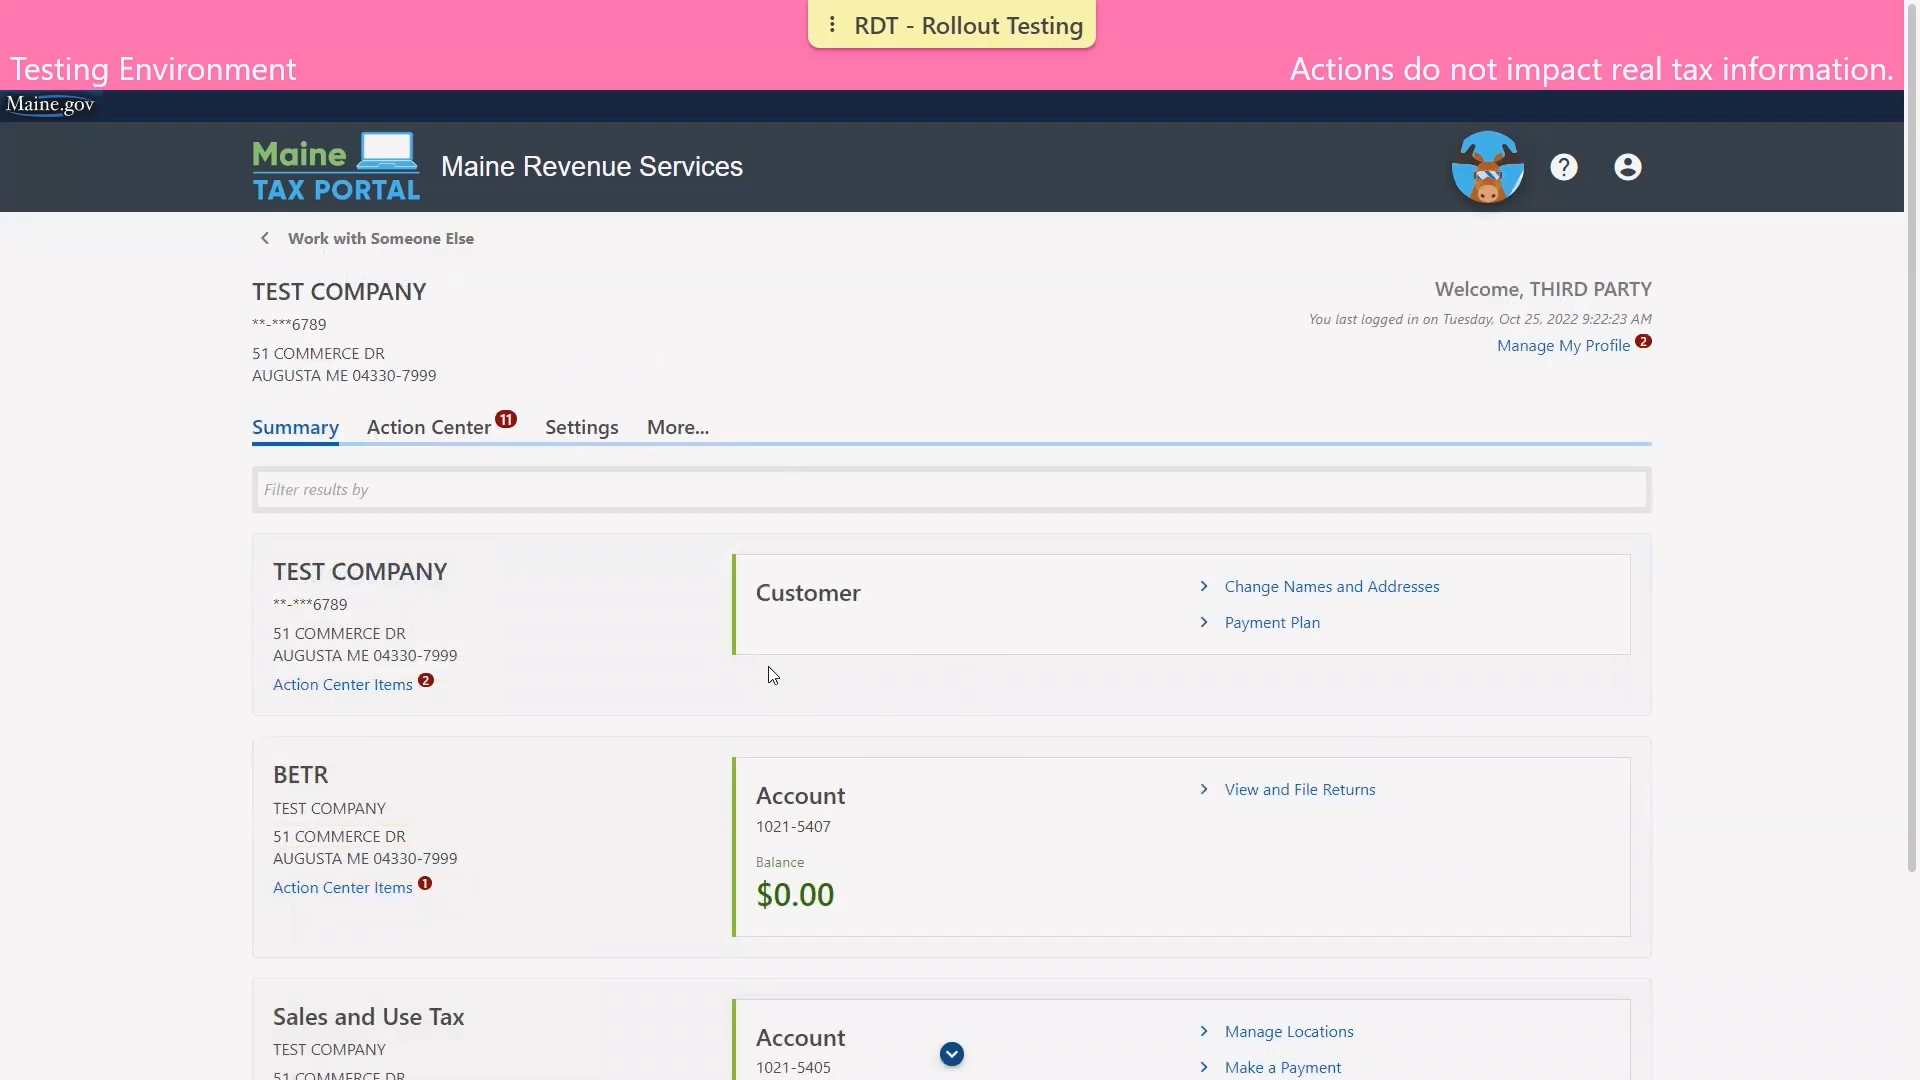 RDT - Rollout Testing
Testing Environment
Actions do not impact real tax information.
Maine.gov
Maine
TAX PORTAL
Maine Revenue Services
Work with Someone Else
TEST COMPANY
**-***6789
51 COMMERCE DR
AUGUSTA ME 04330-7999
Welcome, THIRD PARTY
You last logged in on Tuesday, Oct 25, 2022 9:22:23 AM
Manage My Profile 2
Summary
Action Center 11
Settings
More...
Filter results by
TEST COMPANY
**-***6789
51 COMMERCE DR
AUGUSTA ME 04330-7999
Action Center Items 2
Customer
Change Names and Addresses
Payment Plan
BETR
TEST COMPANY
51 COMMERCE DR
AUGUSTA ME 04330-7999
Action Center Items 1
Account
1021-5407
Balance
$0.00
View and File Returns
Sales and Use Tax
TEST COMPANY
51 COMMERCE DR
Account
1021-5405
Manage Locations
Make a Payment